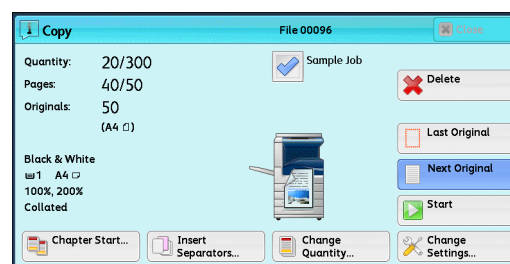 Copy
File 00096
Close
Quantity: 20/300
Sample Job
Pages: 40/50
Delete
Originals: 50
(A4)
Last Original
Black & White
1 A4
Next Original
100%, 200%
Collated
Start
Chapter Start...
Insert
Separators...
Change
Quantity...
Change
Settings...